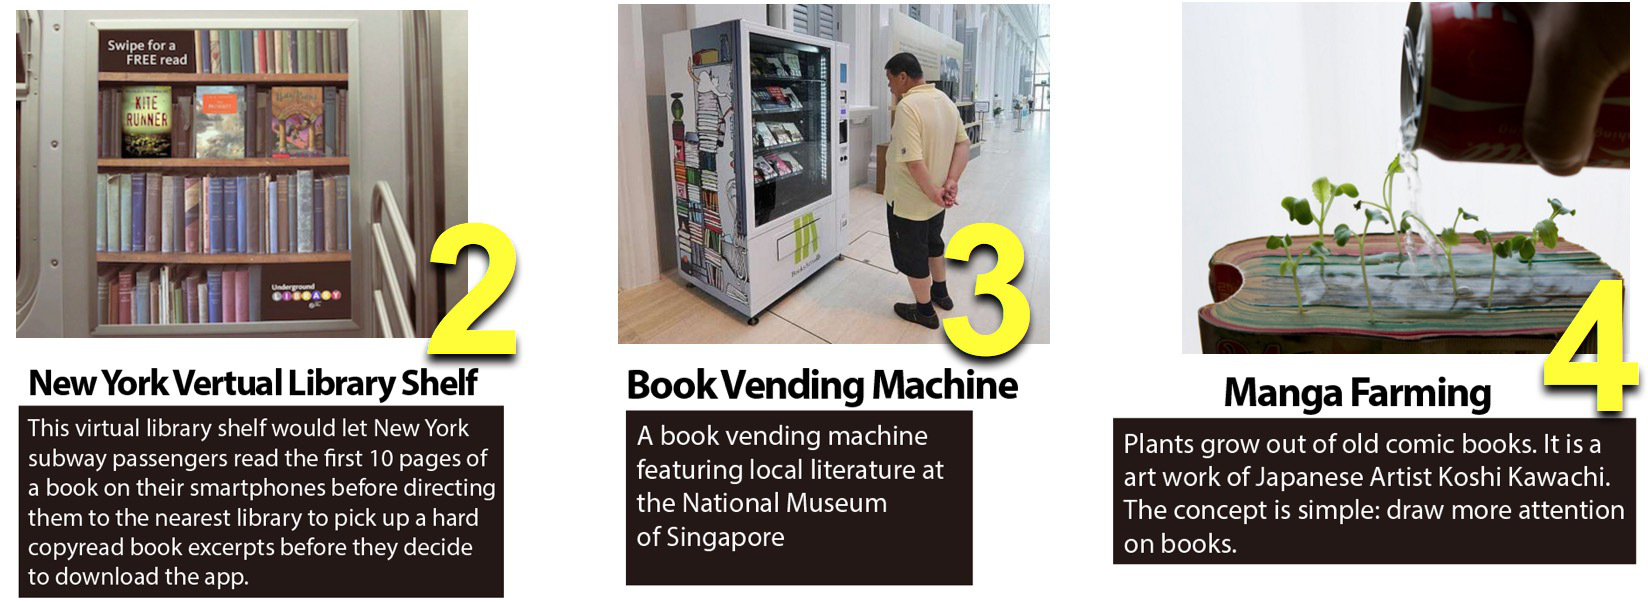 Swipe for a
FREE read
KITE
RUNNER
Underground
LIBRARY
2
New York Vertual Library Shelf
This virtual library shelf would let New York
subway passengers read the first 10 pages of
a book on their smartphones before directing
them to the nearest library to pick up a hard
copyread book excerpts before they decide
to download the app.
3
Book Vending Machine
A book vending machine
featuring local literature at
the National Museum
of Singapore
4
Manga Farming
Plants grow out of old comic books. It is a
art work of Japanese Artist Koshi Kawachi.
The concept is simple: draw more attention
on books.